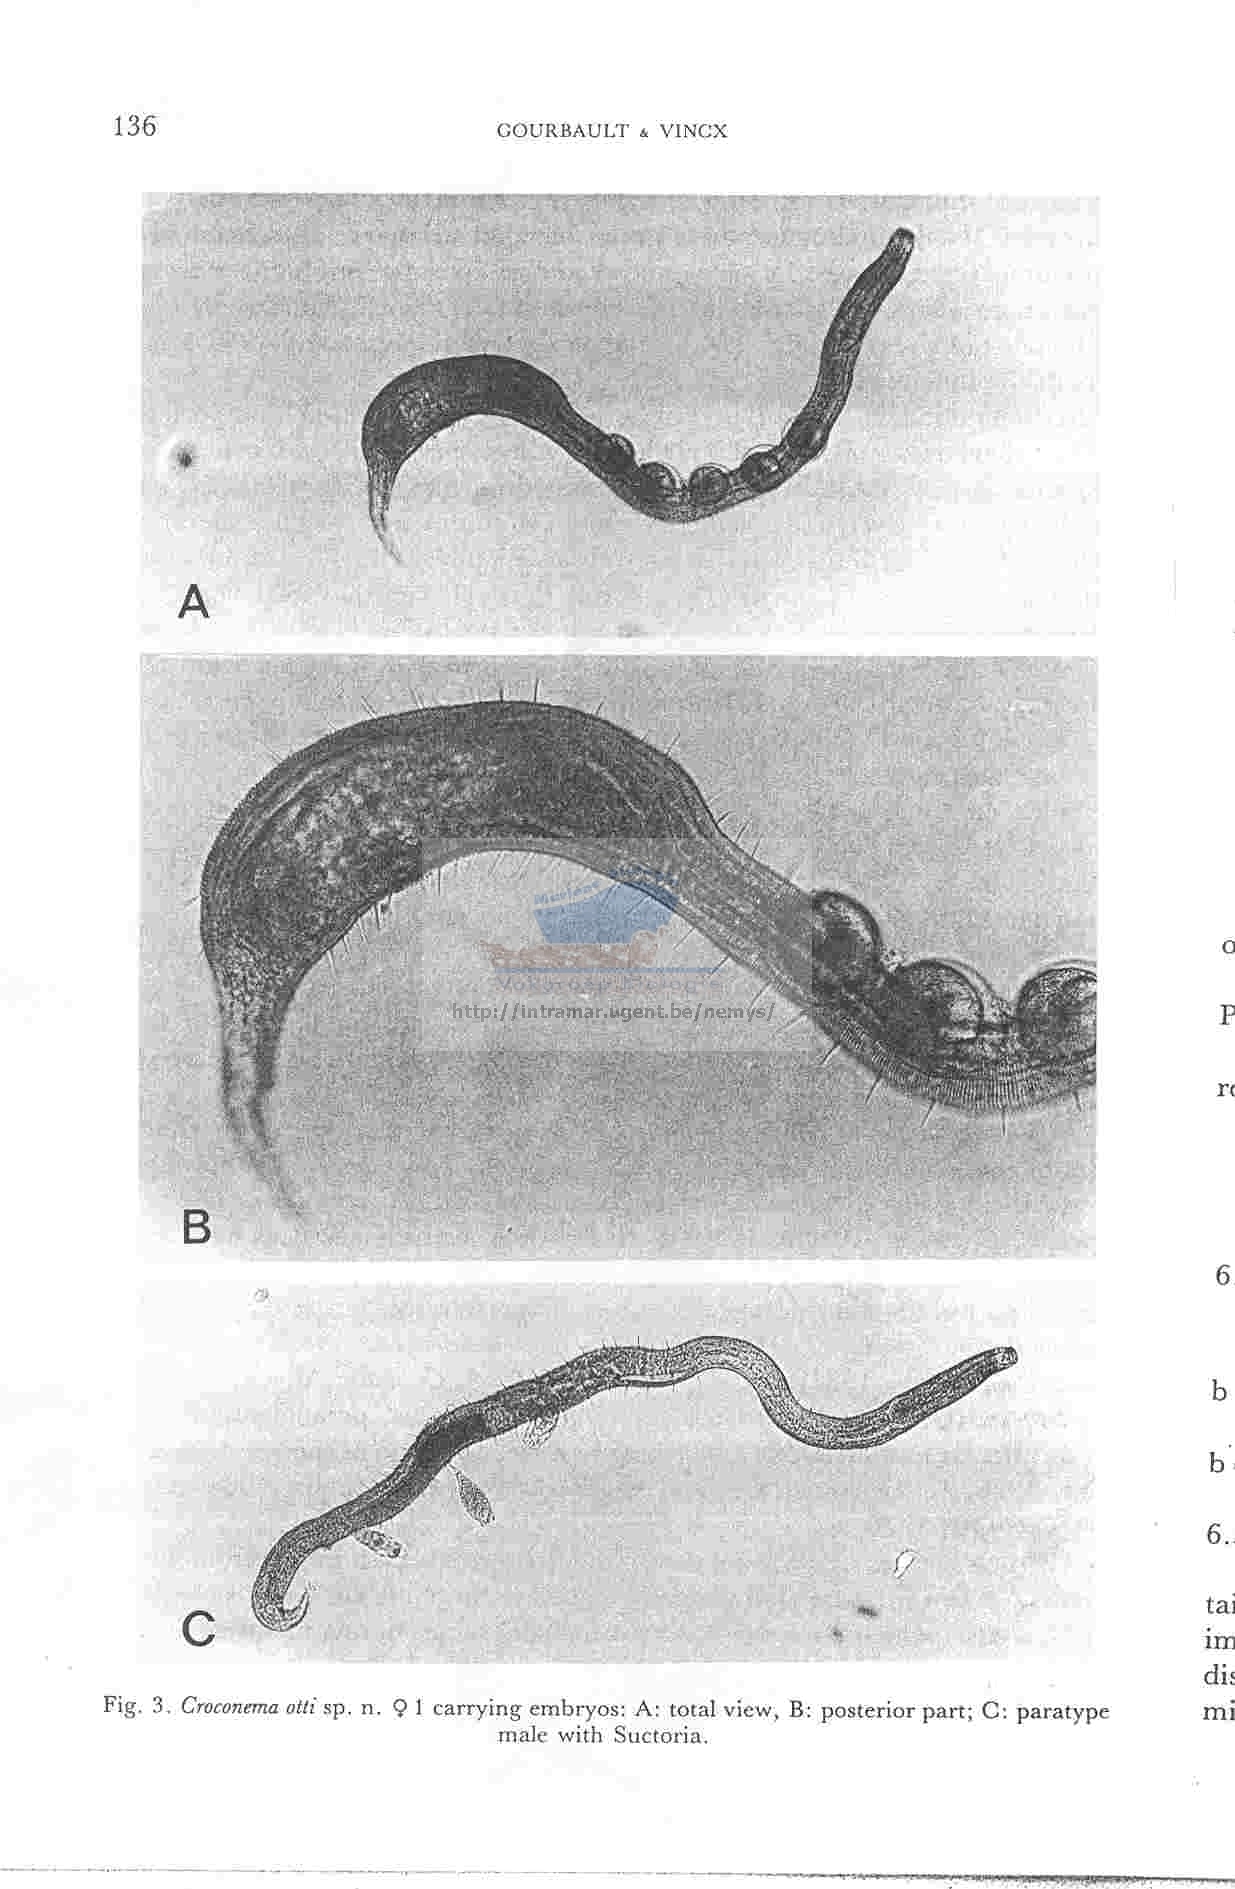 136
GOURBAULT & VINCX
A
B
http://intramar.ugent.be/nemys/
C
Fig. 3. Croconema otti sp. n. ♀ 1 carrying embryos: A: total view, B: posterior part; C: paratype
male with Suctoria.
o
P
ro
6.
b
b
6..
tai
im
dis
mi